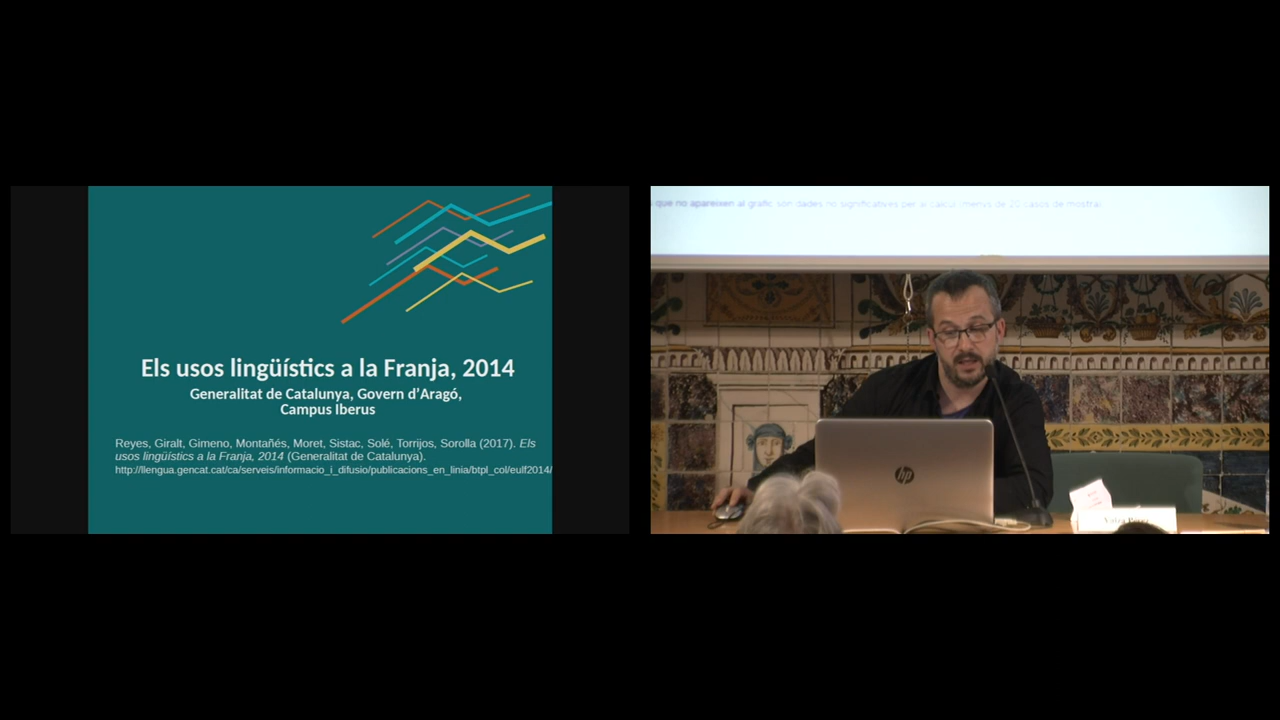 Els usos lingüístics a la Franja, 2014
Generalitat de Catalunya, Govern d'Aragó,
Campus Iberus
Reyes, Giralt, Gimeno, Montañés, Moret, Sistac, Solé, Torrijos, Sorolla (2017). Els
usos lingüístics a la Franja, 2014 (Generalitat de Catalunya).
http://llengua.gencat.cat/ca/serveis/informacio_i_difusio/publicacions_en_linia/btpl_col/eulf2014/
que no apareixen al gràfic són dades no significatives per al càlcul (menys de 20 casos de mostra).
hp